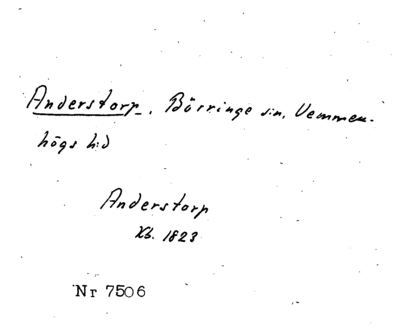 Anderstorp, Börringe sn, Vemmen-
högs hd
Anderstorp
Kb. 1823
Nr 7506